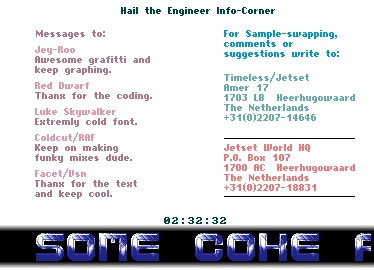 Hail the Engineer Info-Corner
Messages to:
Jey-Roo
Awesome grafitti and
keep graphing.
Red Dwarf
Thanx for the coding.
Luke Skywalker
Extremly cold font.
Coldcut/RAF
Keep on making
funky mixes dude.
Facet/Vsn
Thanx for the text
and keep cool.
For Sample-swapping,
comments or
suggestions write to:
Timeless/Jetset
Amer 17
1703 LB Heerhugowaard
The Netherlands
+31(0)2207-14646
Jetset World HQ
P.O. Box 107
1700 AC Heerhugowaard
The Netherlands
+31(0)2207-18831
02:32:32
SOME COKE